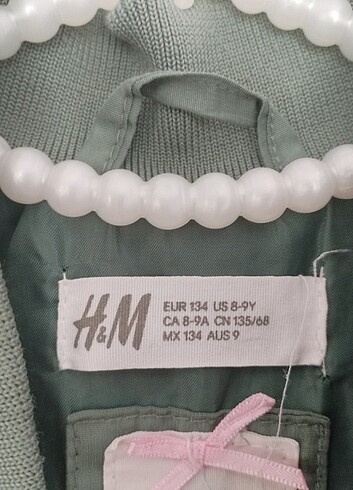 H&M
EUR 134 US 8-9Y
CA 8-9A CN 135/68
MX 134 AUS 9